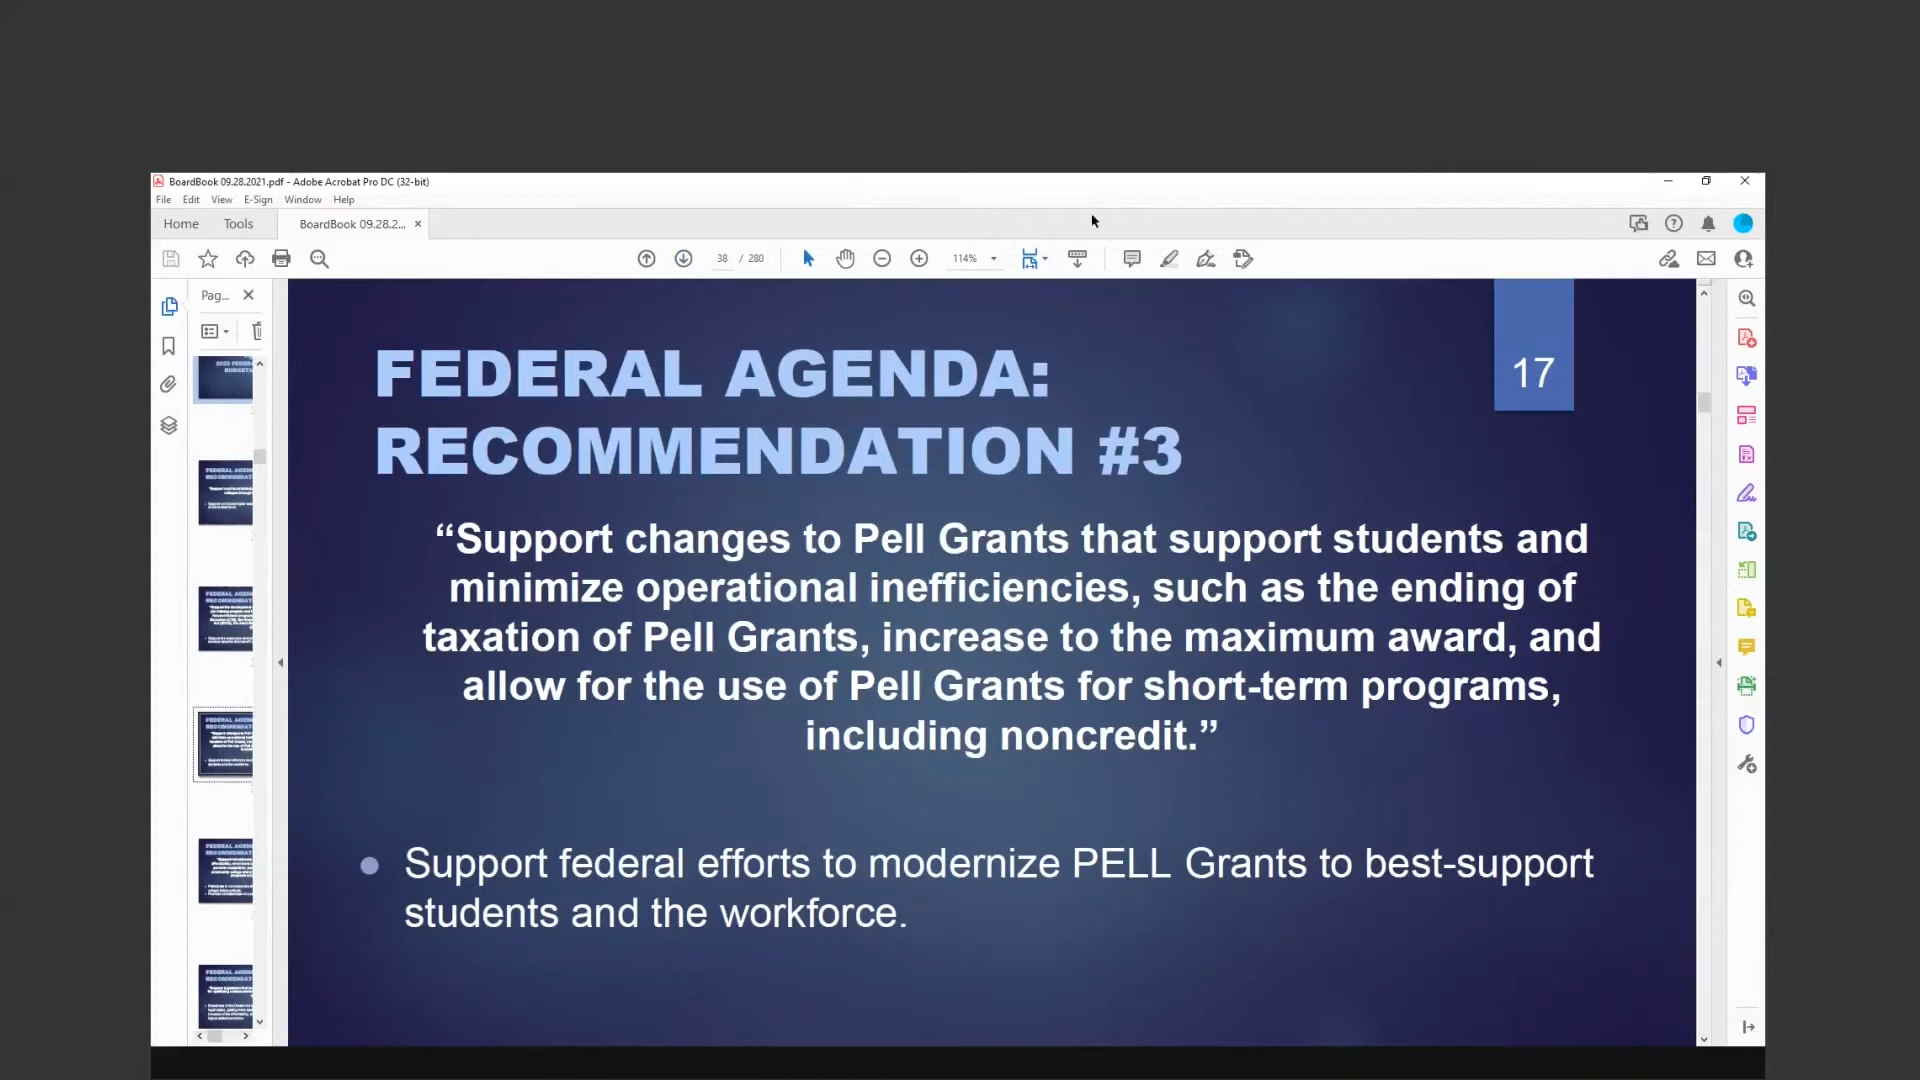 BoardBook 09.28.2021.pdf - Adobe Acrobat Pro DC (32-bit)
File Edit View E-Sign Window Help
Home Tools BoardBook 09.28.2...
38 / 280 114%
Pag...
17
FEDERAL AGENDA:
RECOMMENDATION #3
“Support changes to Pell Grants that support students and
minimize operational inefficiencies, such as the ending of
taxation of Pell Grants, increase to the maximum award, and
allow for the use of Pell Grants for short-term programs,
including noncredit.”
Support federal efforts to modernize PELL Grants to best-support
students and the workforce.